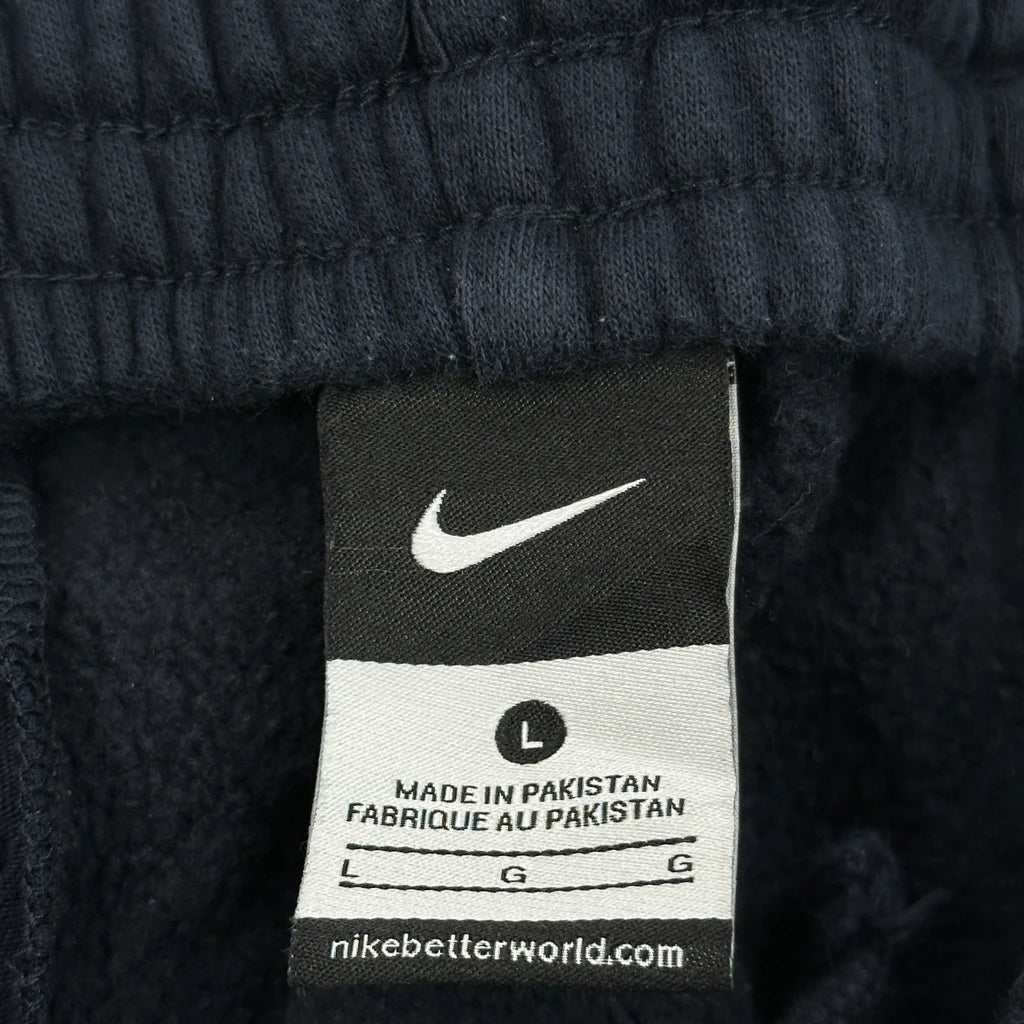 L
MADE IN PAKISTAN
FABRIQUE AU PAKISTAN
L G G
nikebetterworld.com